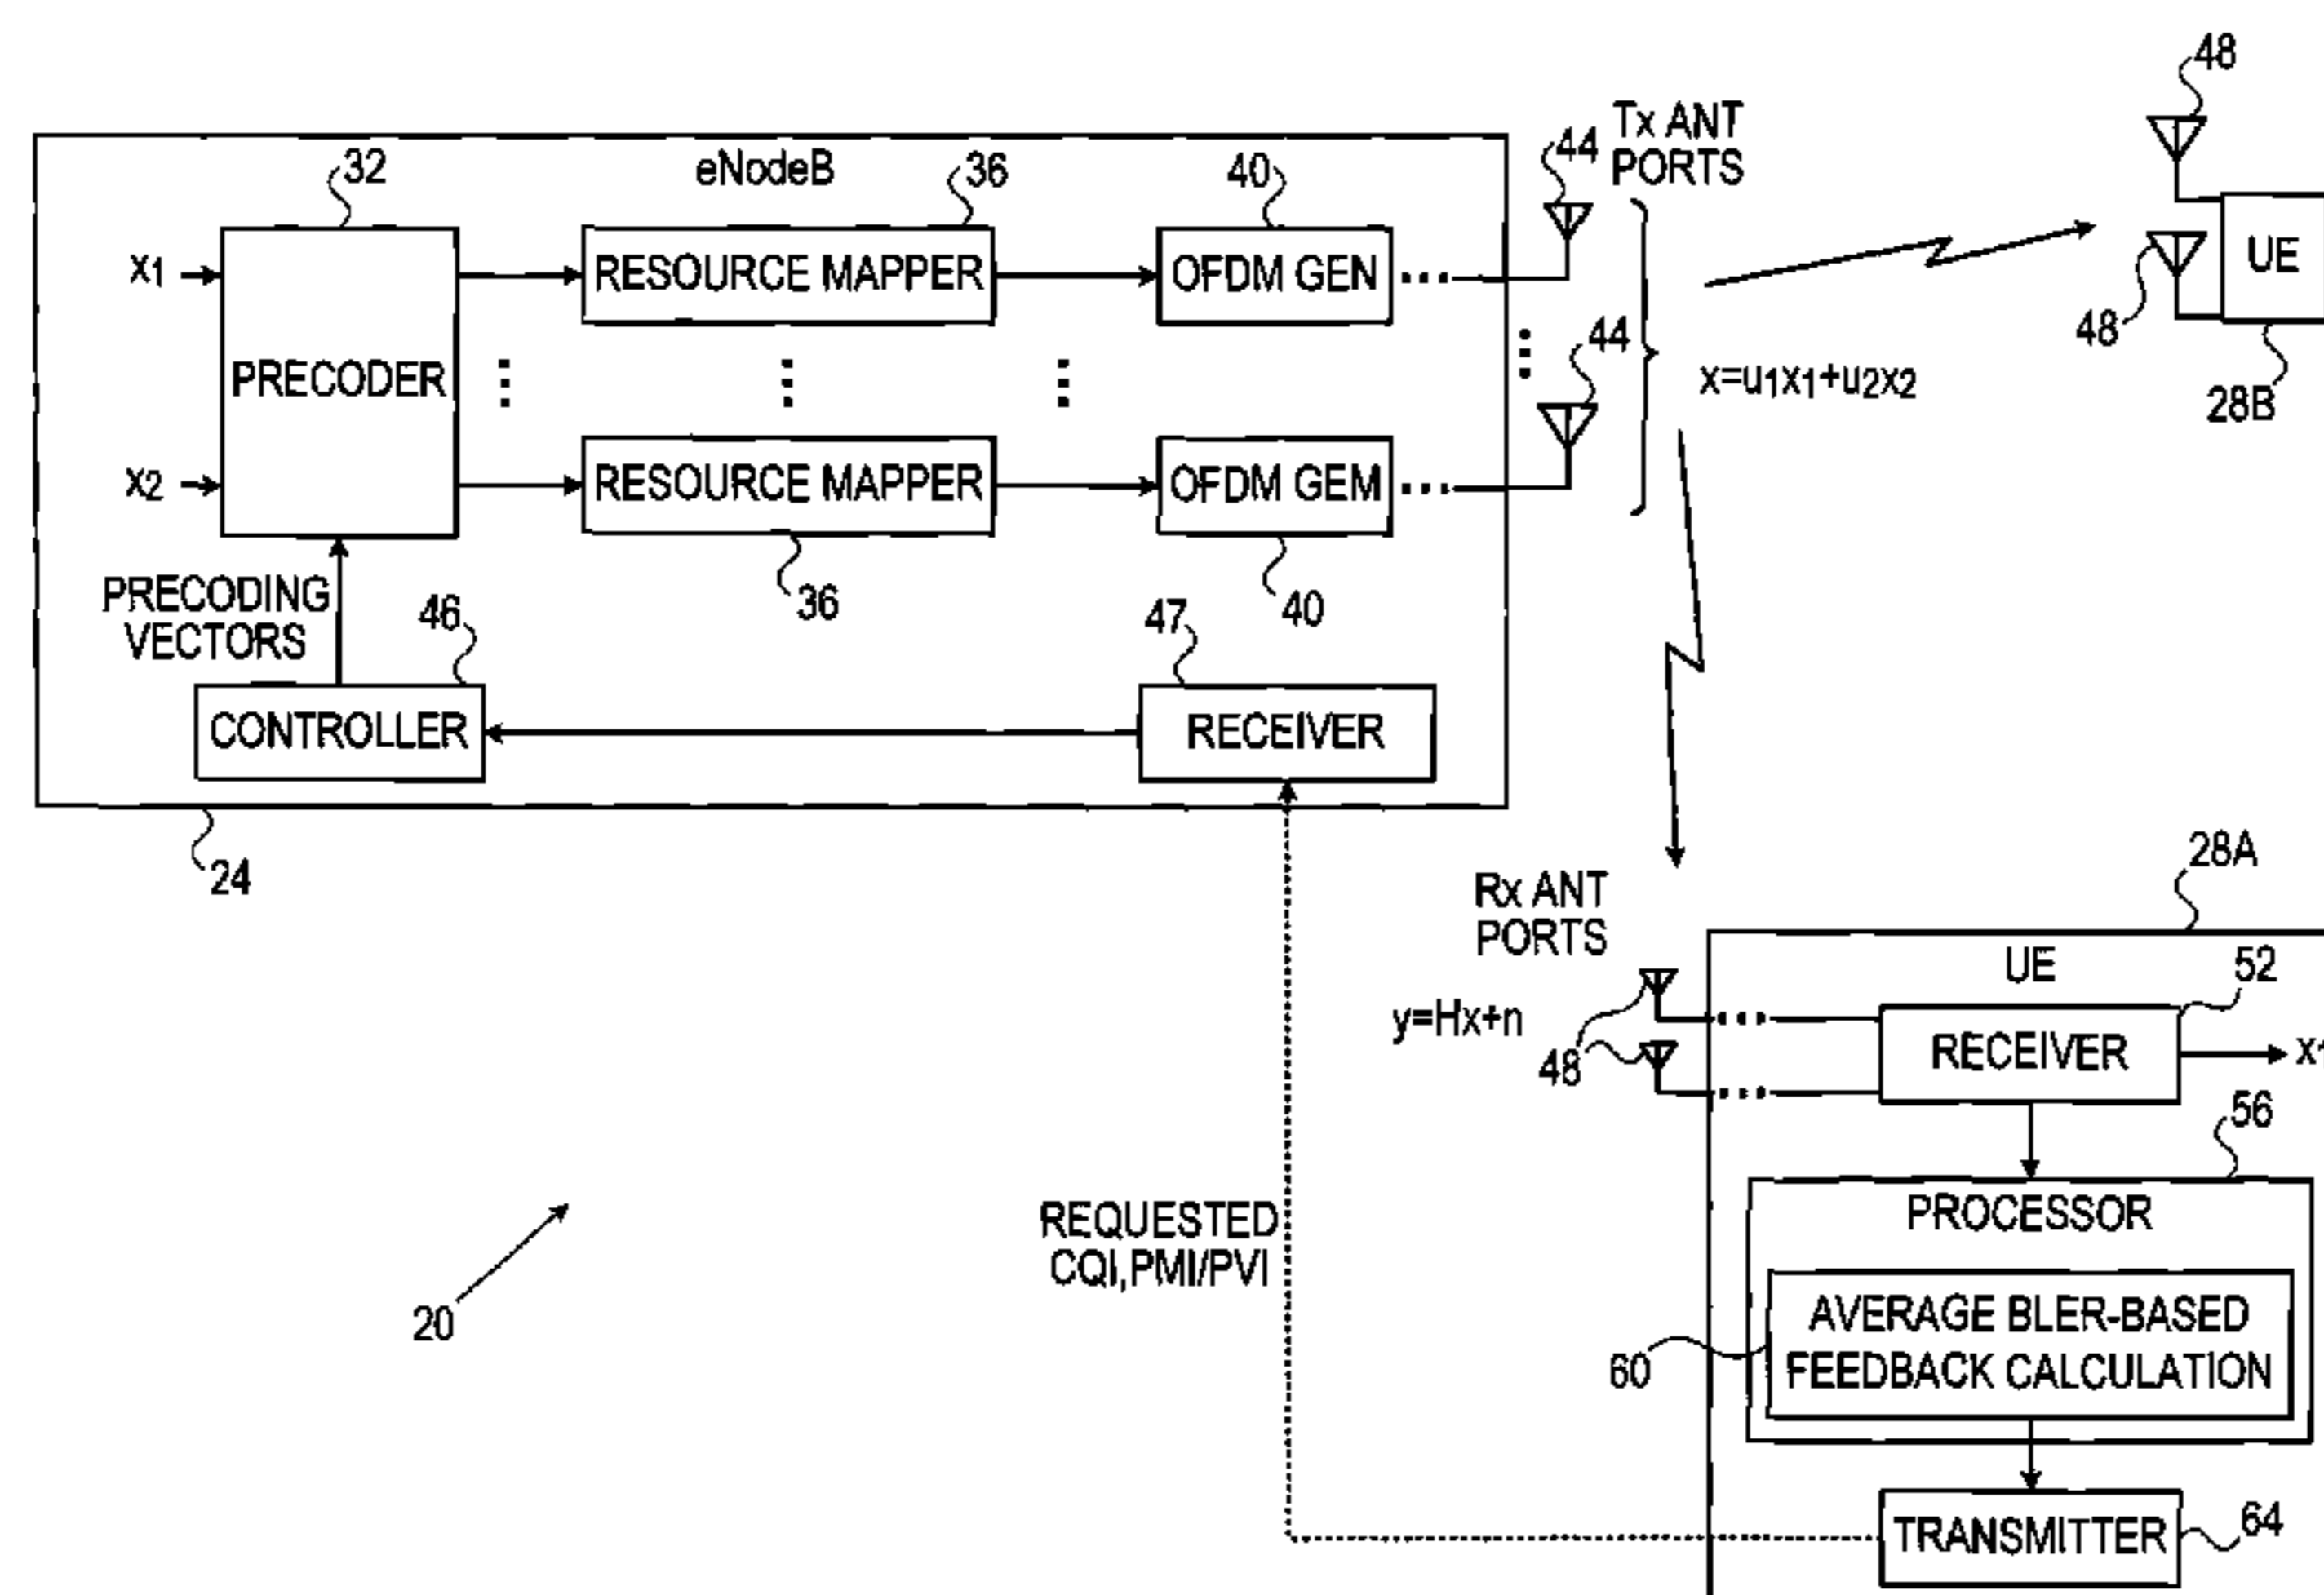 48
Tx ANT
PORTS
44
eNodeB
32
36
40
x1
PRECODER
RESOURCE MAPPER
OFDM GEN
UE
48
28B
44
x=u1x1+u2x2
x2
RESOURCE MAPPER
OFDM GEM
36
40
PRECODING
VECTORS
46
47
CONTROLLER
RECEIVER
24
28A
Rx ANT
PORTS
UE
52
y=Hx+n
48
RECEIVER
x1
56
PROCESSOR
REQUESTED
CQI,PMI/PVI
AVERAGE BLER-BASED
FEEDBACK CALCULATION
20
60
TRANSMITTER
64